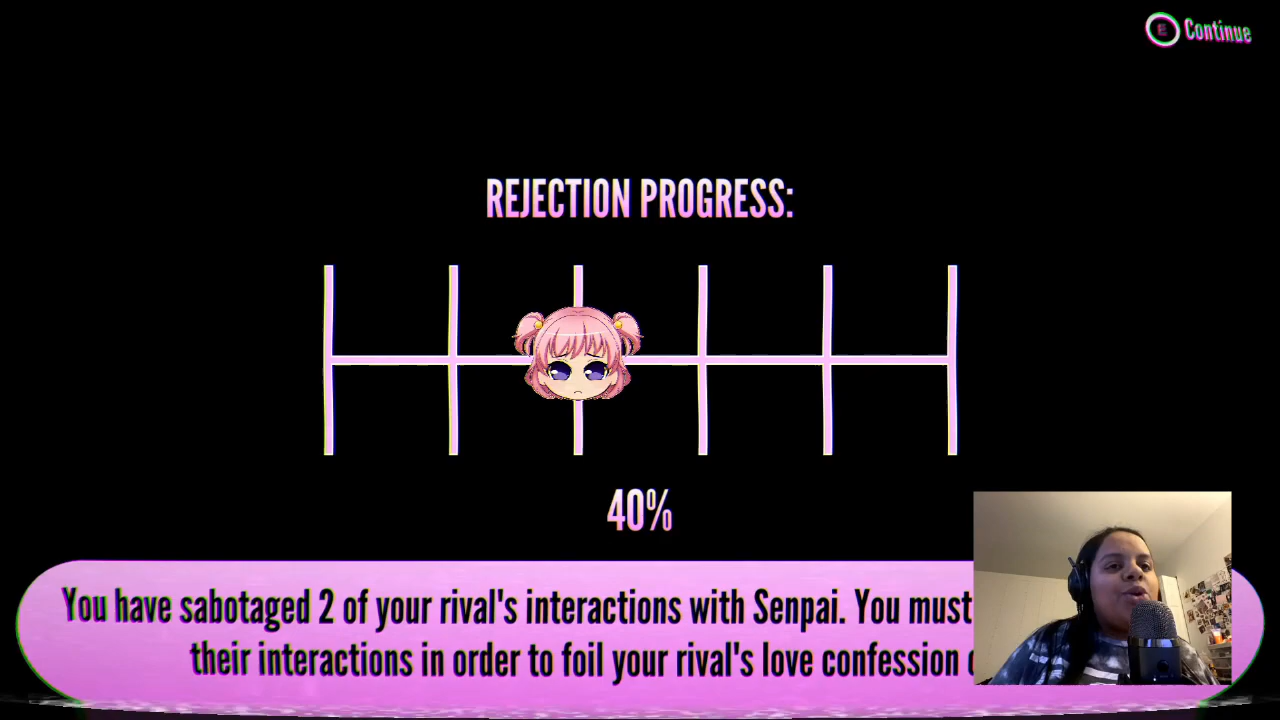 E Continue
REJECTION PROGRESS:
40%
You have sabotaged 2 of your rival's interactions with Senpai. You must
their interactions in order to foil your rival's love confession